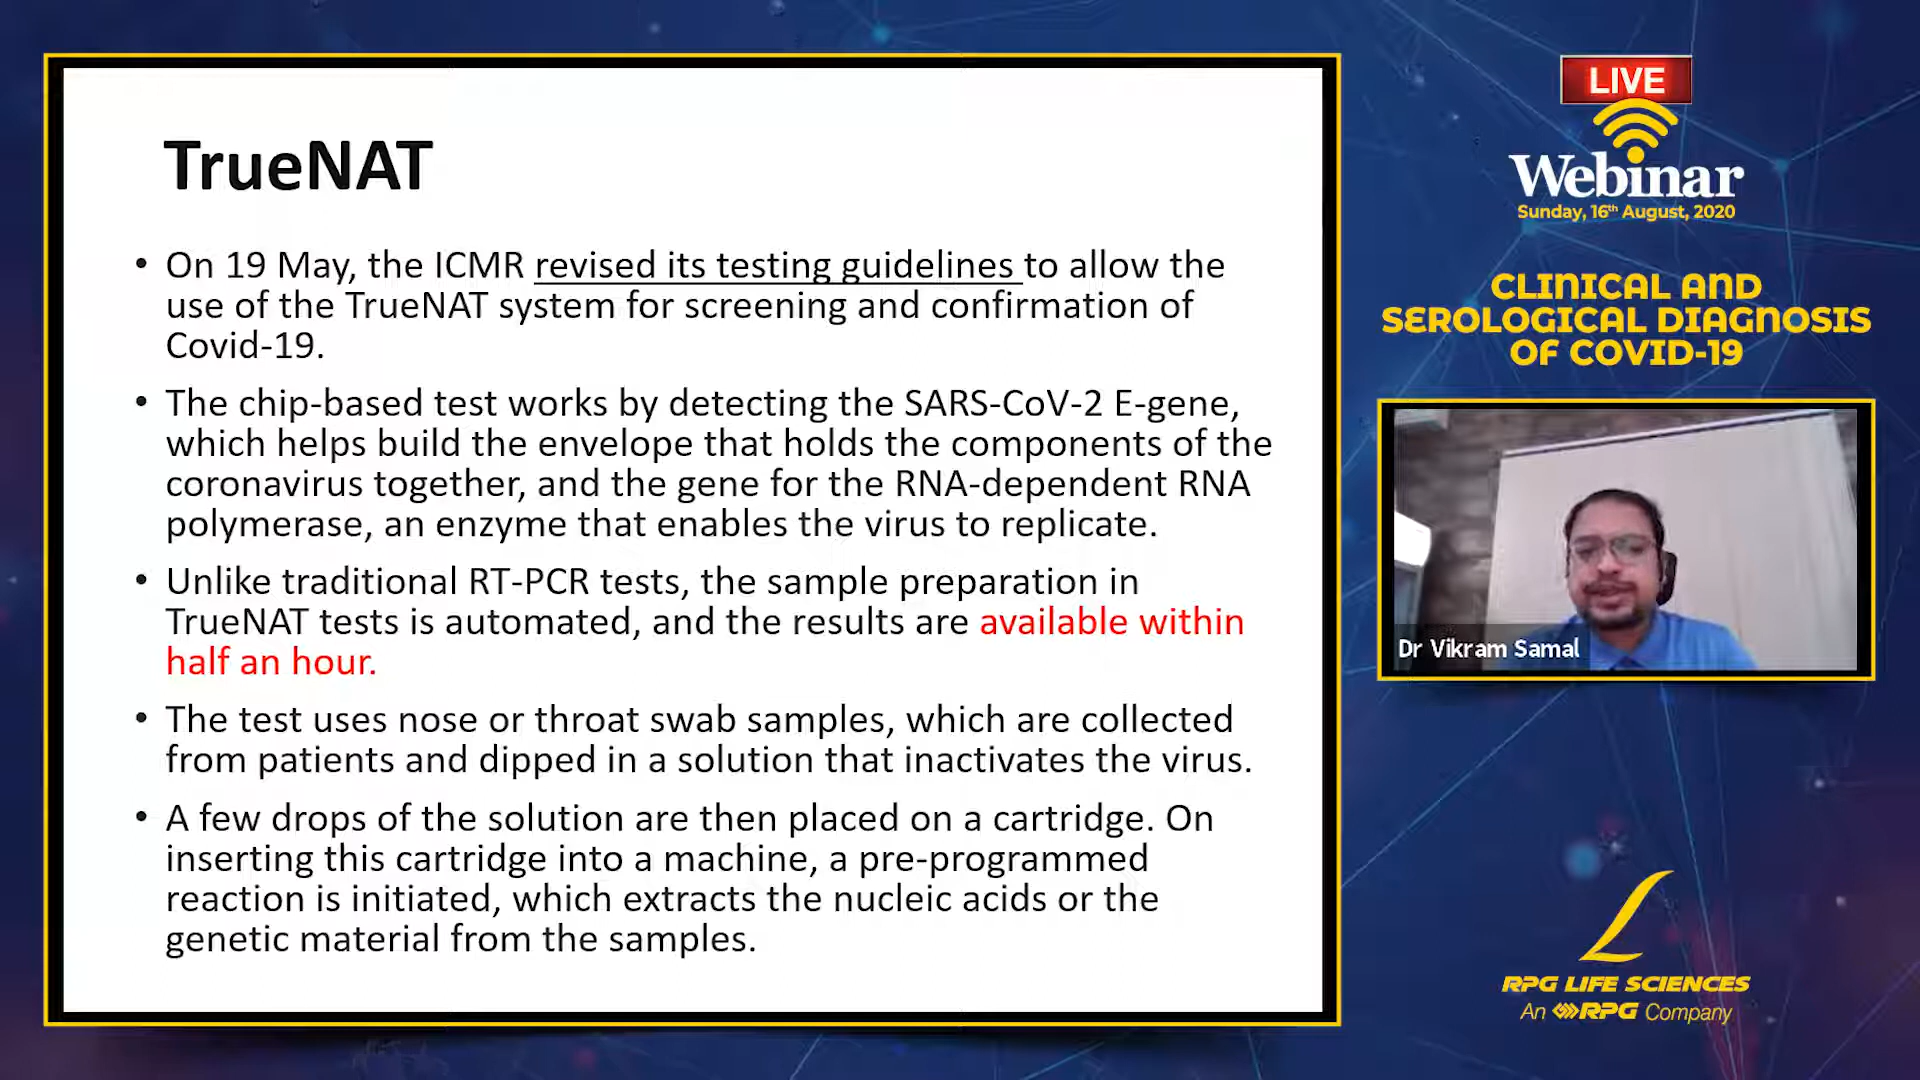 TrueNAT
• On 19 May, the ICMR revised its testing guidelines to allow the
use of the TrueNAT system for screening and confirmation of
Covid-19.
• The chip-based test works by detecting the SARS-CoV-2 E-gene,
which helps build the envelope that holds the components of the
coronavirus together, and the gene for the RNA-dependent RNA
polymerase, an enzyme that enables the virus to replicate.
• Unlike traditional RT-PCR tests, the sample preparation in
TrueNAT tests is automated, and the results are available within
half an hour.
• The test uses nose or throat swab samples, which are collected
from patients and dipped in a solution that inactivates the virus.
• A few drops of the solution are then placed on a cartridge. On
inserting this cartridge into a machine, a pre-programmed
reaction is initiated, which extracts the nucleic acids or the
genetic material from the samples.
LIVE
Webinar
Sunday, 16th August, 2020
CLINICAL AND
SEROLOGICAL DIAGNOSIS
OF COVID-19
Dr Vikram Samal
RPG LIFE SCIENCES
An RPG Company